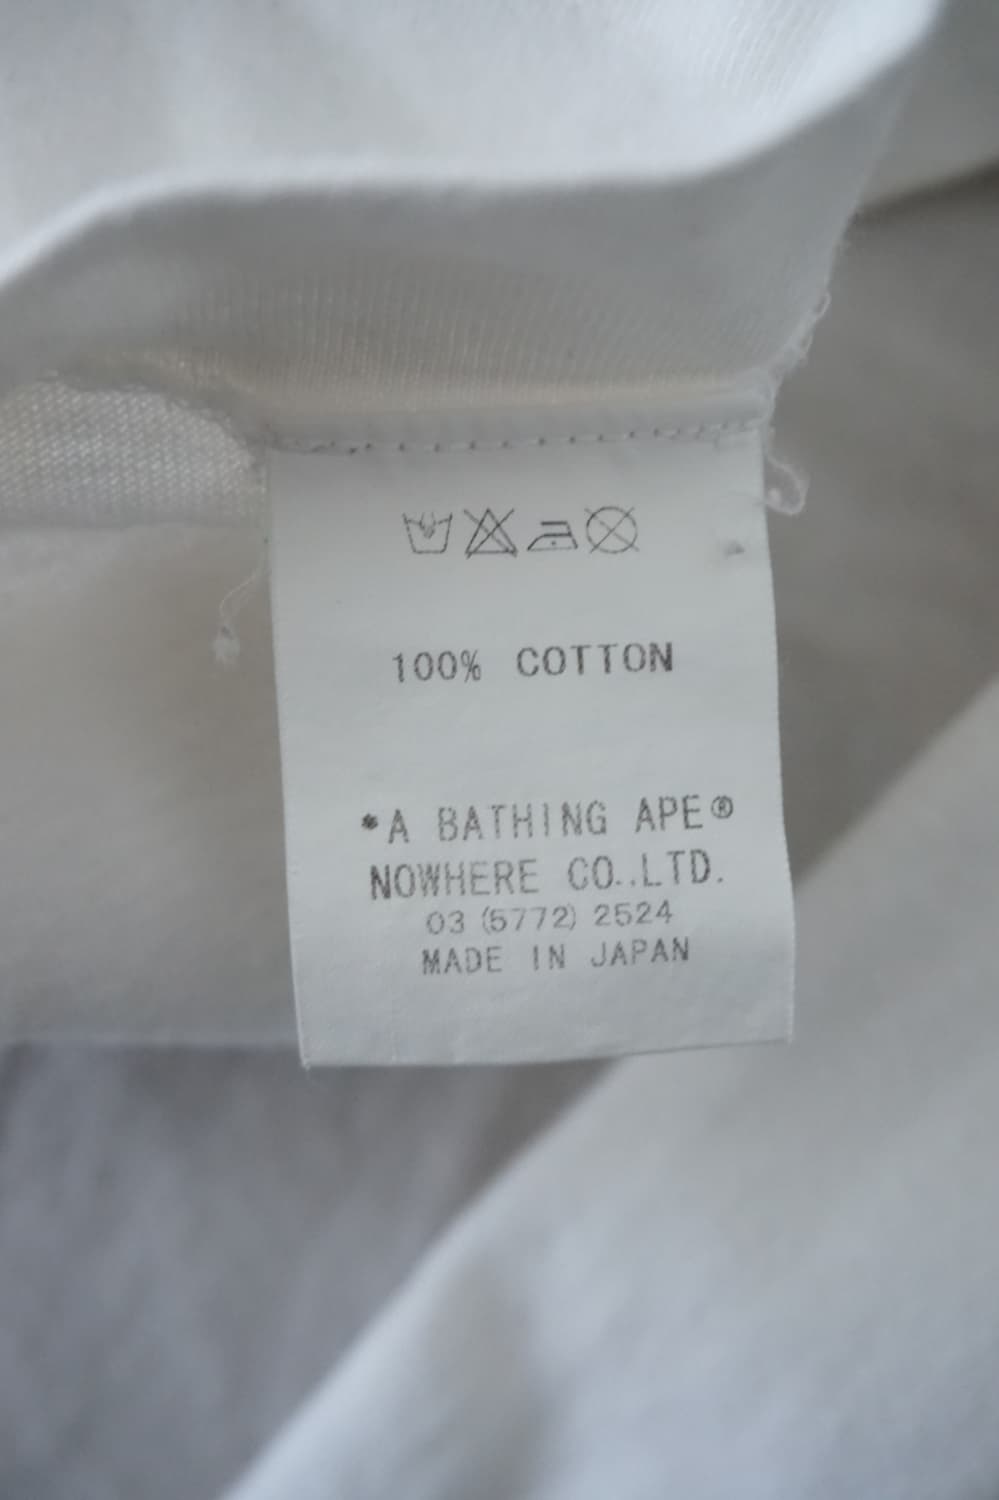 100% COTTON
*A BATHING APE®
NOWHERE CO.,LTD.
03 (5772) 2524
MADE IN JAPAN